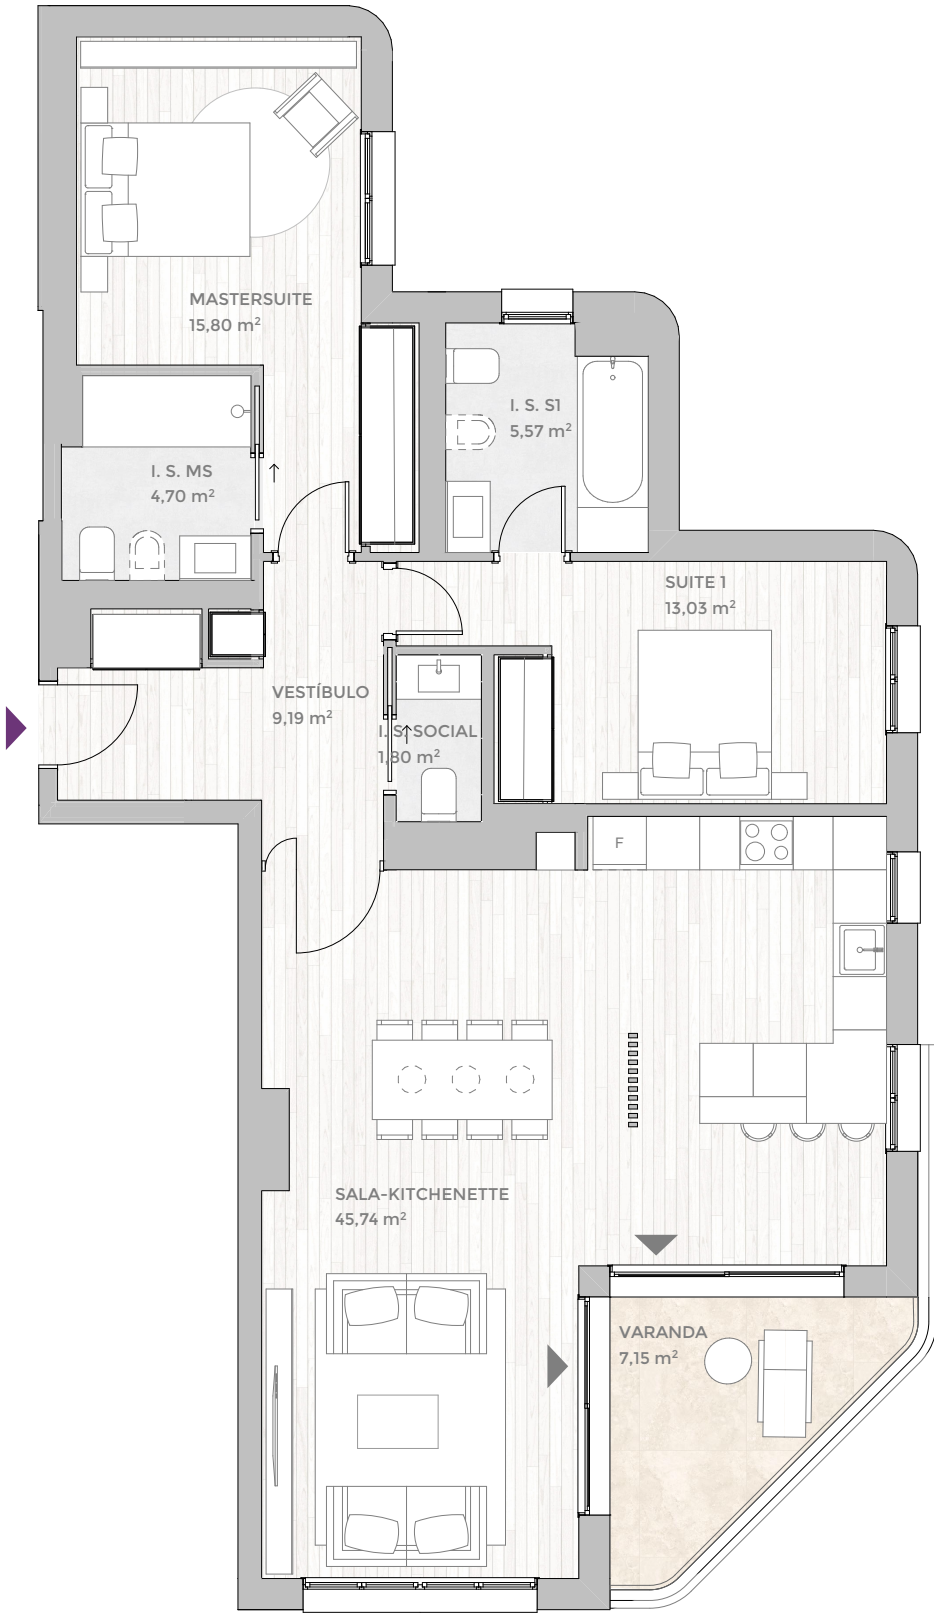 MASTERSUITE
15,80 m²
I. S. S1
5,57 m²
I. S. MS
4,70 m²
SUITE 1
13,03 m²
VESTÍBULO
9,19 m²
I. S. SOCIAL
1,80 m²
F
SALA-KITCHENETTE
45,74 m²
VARANDA
7,15 m²